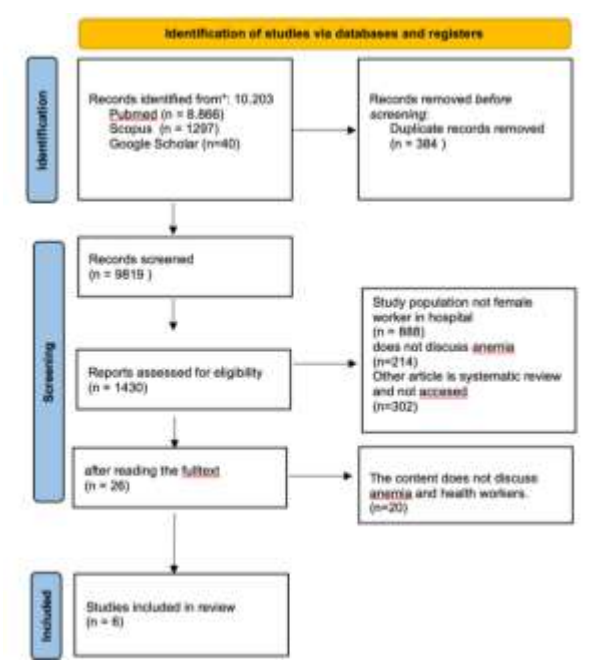 Identification of studies via databases and registers
Identification
Records identified from*: 10.203
Pubmed (n = 8.866)
Scopus (n = 1297)
Google Scholar (n=40)
Records removed before
screening:
Duplicate records removed
(n = 384 )
Screening
Records screened
(n = 9819 )
Reports assessed for eligibility
(n = 1430)
Study population not female
worker in hospital
(n = 888)
does not discuss anemia
(n=214)
Other article is systematic review
and not accesed
(n=302)
after reading the fulltext
(n = 26)
The content does not discuss
anemia and health workers.
(n=20)
Included
Studies included in review
(n = 6)